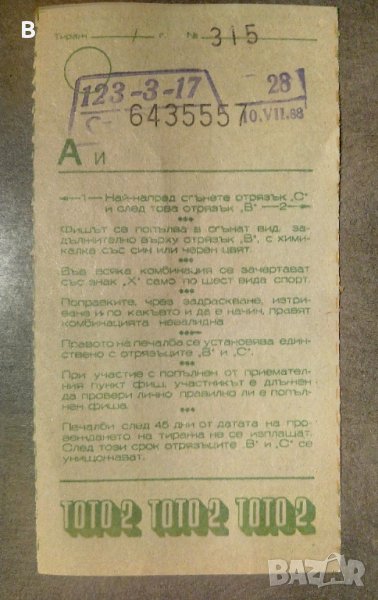 В
Тираж / г. № 315
123-3-17 28
С- 6435557 10.VII.88
А и
←1— Най-напред сгънете отрязък „С"
и след това отрязък „В" —2→
***
Фишът се попълва в сгънат вид, за-
дължително върху отрязък „В", с хими-
калка със син или черен цвят.
***
Във всяка комбинация се зачертават
със знак „Х" само по шест вида спорт.
***
Поправките, чрез задраскване, изтри-
ване и по какъвто и да е начин, правят
комбинацията невалидна
***
Правото на печалба се установява един-
ствено с отрязъците „В" и „С".
***
При участие с попълнен от приемател-
ния пункт фиш, участникът е длъжен
да провери лично правилно ли е попъл-
нен фиша.
***
Печалби след 45 дни от датата на про-
веждането на тиража не се изплащат.
След този срок отрязъците „В" и „С" се
унищожават.
ТОТО 2 ТОТО 2 ТОТО 2
BAZAR